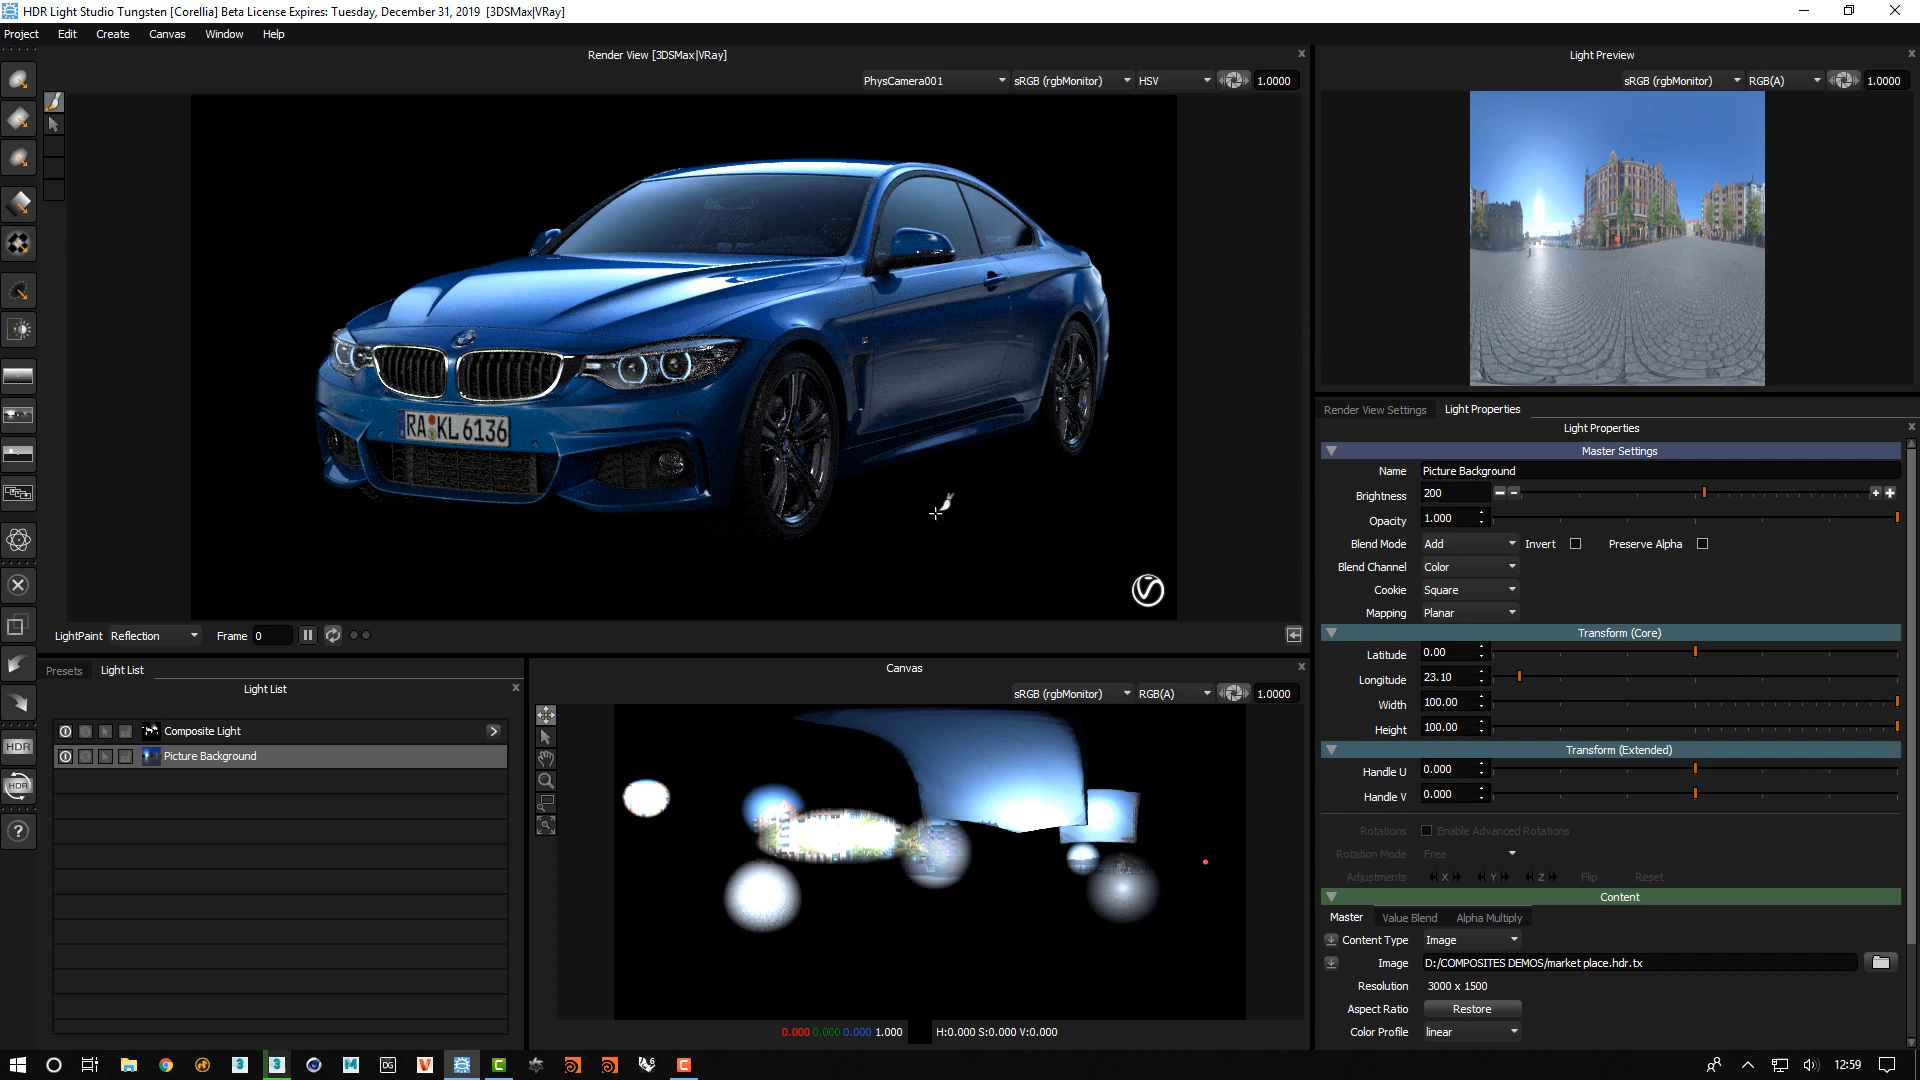 HDR Light Studio Tungsten [Corellia] Beta License Expires: Tuesday, December 31, 2019 [3DSMax|VRay]
Project Edit Create Canvas Window Help
Render View [3DSMax|VRay]
PhysCamera001 sRGB (rgbMonitor) HSV 1.0000
RA KL 6136
LightPaint Reflection Frame 0
Presets Light List
Light List
Composite Light
Picture Background
HDR
HDR
?
Canvas
sRGB (rgbMonitor) RGB(A) 1.0000
0.000 0.000 0.000 1.000 H:0.000 S:0.000 V:0.000
Light Preview
sRGB (rgbMonitor) RGB(A) 1.0000
Render View Settings Light Properties
Light Properties
Master Settings
Name Picture Background
Brightness 200
Opacity 1.000
Blend Mode Add Invert Preserve Alpha
Blend Channel Color
Cookie Square
Mapping Planar
Transform (Core)
Latitude 0.00
Longitude 23.10
Width 100.00
Height 100.00
Transform (Extended)
Handle U 0.000
Handle V 0.000
Rotations Enable Advanced Rotations
Rotation Mode Free
Adjustments X Y Z Flip Reset
Content
Master Value Blend Alpha Multiply
Content Type Image
Image D:/COMPOSITES DEMOS/market place.hdr.tx
Resolution 3000 x 1500
Aspect Ratio Restore
Color Profile linear
3 3 M DG V C 6 C 12:59